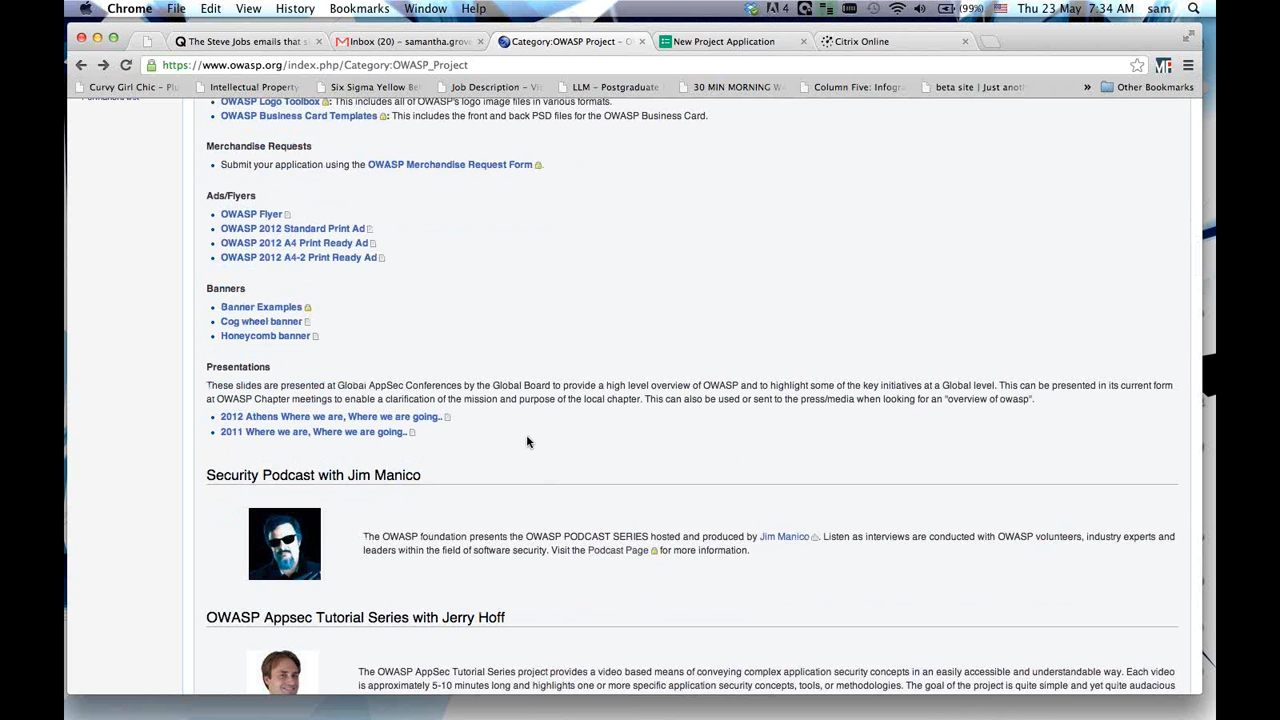 Chrome File Edit View History Bookmarks Window Help 4 (99%) Thu 23 May 7:34 AM sam
The Steve Jobs emails that s
Inbox (20) – samantha.grov
Category:OWASP Project – O
New Project Application
Citrix Online
https://www.owasp.org/index.php/Category:OWASP_Project
Curvy Girl Chic – Plu
Intellectual Property
Six Sigma Yellow Be
Job Description – Vi
LLM – Postgraduate
30 MIN MORNING W
Column Five: Infogra
beta site | Just anoth
» Other Bookmarks
OWASP Logo Toolbox : This includes all of OWASP's logo image files in various formats.
OWASP Business Card Templates : This includes the front and back PSD files for the OWASP Business Card.
Merchandise Requests
Submit your application using the OWASP Merchandise Request Form .
Ads/Flyers
OWASP Flyer
OWASP 2012 Standard Print Ad
OWASP 2012 A4 Print Ready Ad
OWASP 2012 A4-2 Print Ready Ad
Banners
Banner Examples
Cog wheel banner
Honeycomb banner
Presentations
These slides are presented at Global AppSec Conferences by the Global Board to provide a high level overview of OWASP and to highlight some of the key initiatives at a Global level. This can be presented in its current form
at OWASP Chapter meetings to enable a clarification of the mission and purpose of the local chapter. This can also be used or sent to the press/media when looking for an "overview of owasp".
2012 Athens Where we are, Where we are going..
2011 Where we are, Where we are going..
Security Podcast with Jim Manico
The OWASP foundation presents the OWASP PODCAST SERIES hosted and produced by Jim Manico . Listen as interviews are conducted with OWASP volunteers, industry experts and
leaders within the field of software security. Visit the Podcast Page for more information.
OWASP Appsec Tutorial Series with Jerry Hoff
The OWASP AppSec Tutorial Series project provides a video based means of conveying complex application security concepts in an easily accessible and understandable way. Each video
is approximately 5-10 minutes long and highlights one or more specific application security concepts, tools, or methodologies. The goal of the project is quite simple and yet quite audacious